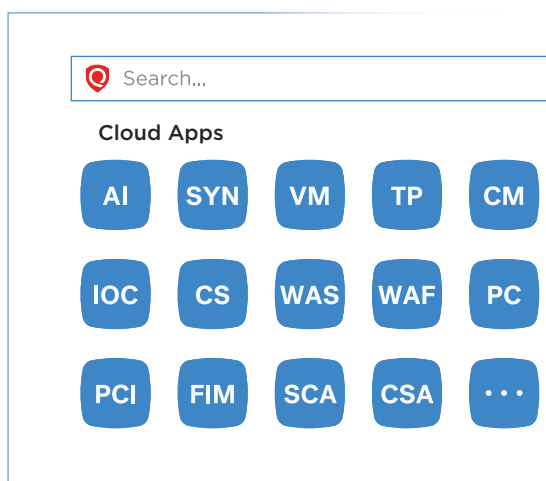 Search...
Cloud Apps
AI SYN VM TP CM
IOC CS WAS WAF PC
PCI FIM SCA CSA ...